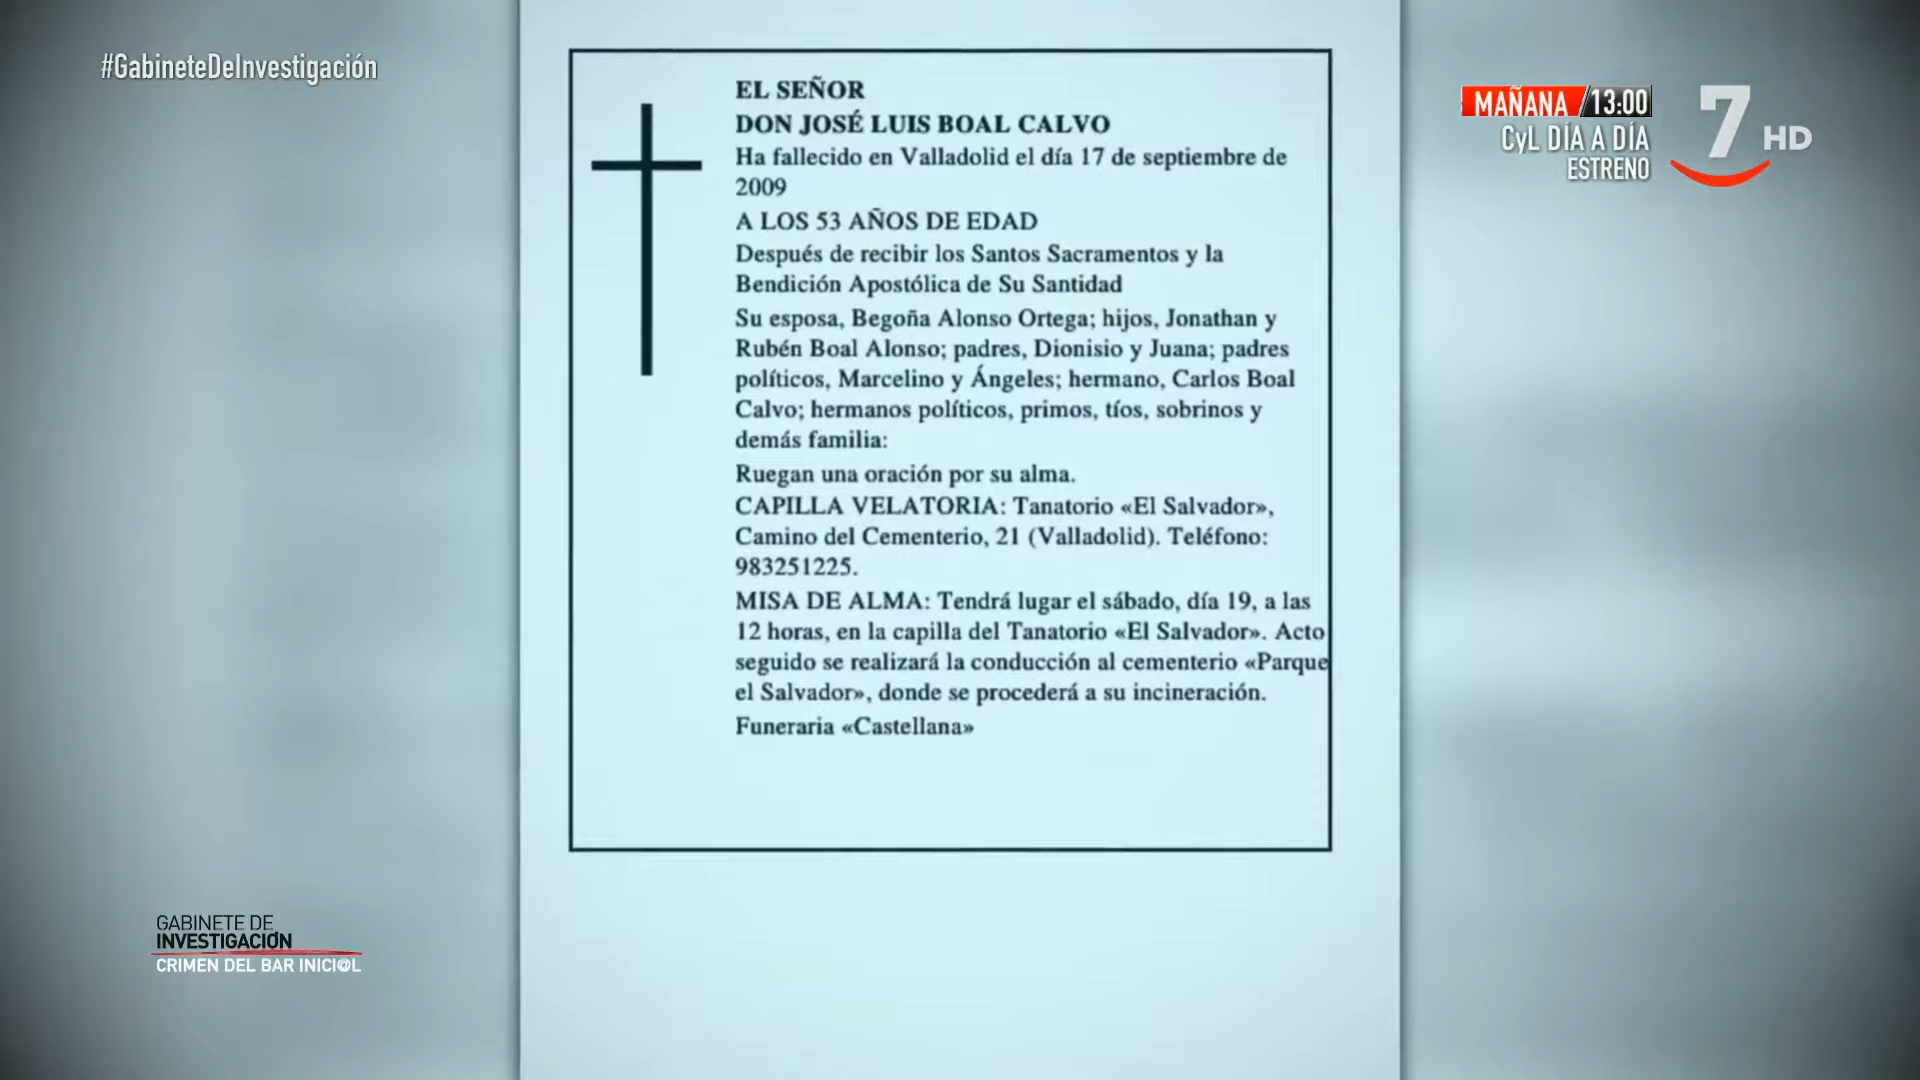 #GabineteDeInvestigación
MAÑANA 13:00
CyL DÍA A DÍA
ESTRENO
7 HD
EL SEÑOR
DON JOSÉ LUIS BOAL CALVO
Ha fallecido en Valladolid el día 17 de septiembre de
2009
A LOS 53 AÑOS DE EDAD
Después de recibir los Santos Sacramentos y la
Bendición Apostólica de Su Santidad
Su esposa, Begoña Alonso Ortega; hijos, Jonathan y
Rubén Boal Alonso; padres, Dionisio y Juana; padres
políticos, Marcelino y Ángeles; hermano, Carlos Boal
Calvo; hermanos políticos, primos, tíos, sobrinos y
demás familia:
Ruegan una oración por su alma.
CAPILLA VELATORIA: Tanatorio «El Salvador»,
Camino del Cementerio, 21 (Valladolid). Teléfono:
983251225.
MISA DE ALMA: Tendrá lugar el sábado, día 19, a las
12 horas, en la capilla del Tanatorio «El Salvador». Acto
seguido se realizará la conducción al cementerio «Parque
el Salvador», donde se procederá a su incineración.
Funeraria «Castellana»
GABINETE DE
INVESTIGACIÓN
CRIMEN DEL BAR INICI@L